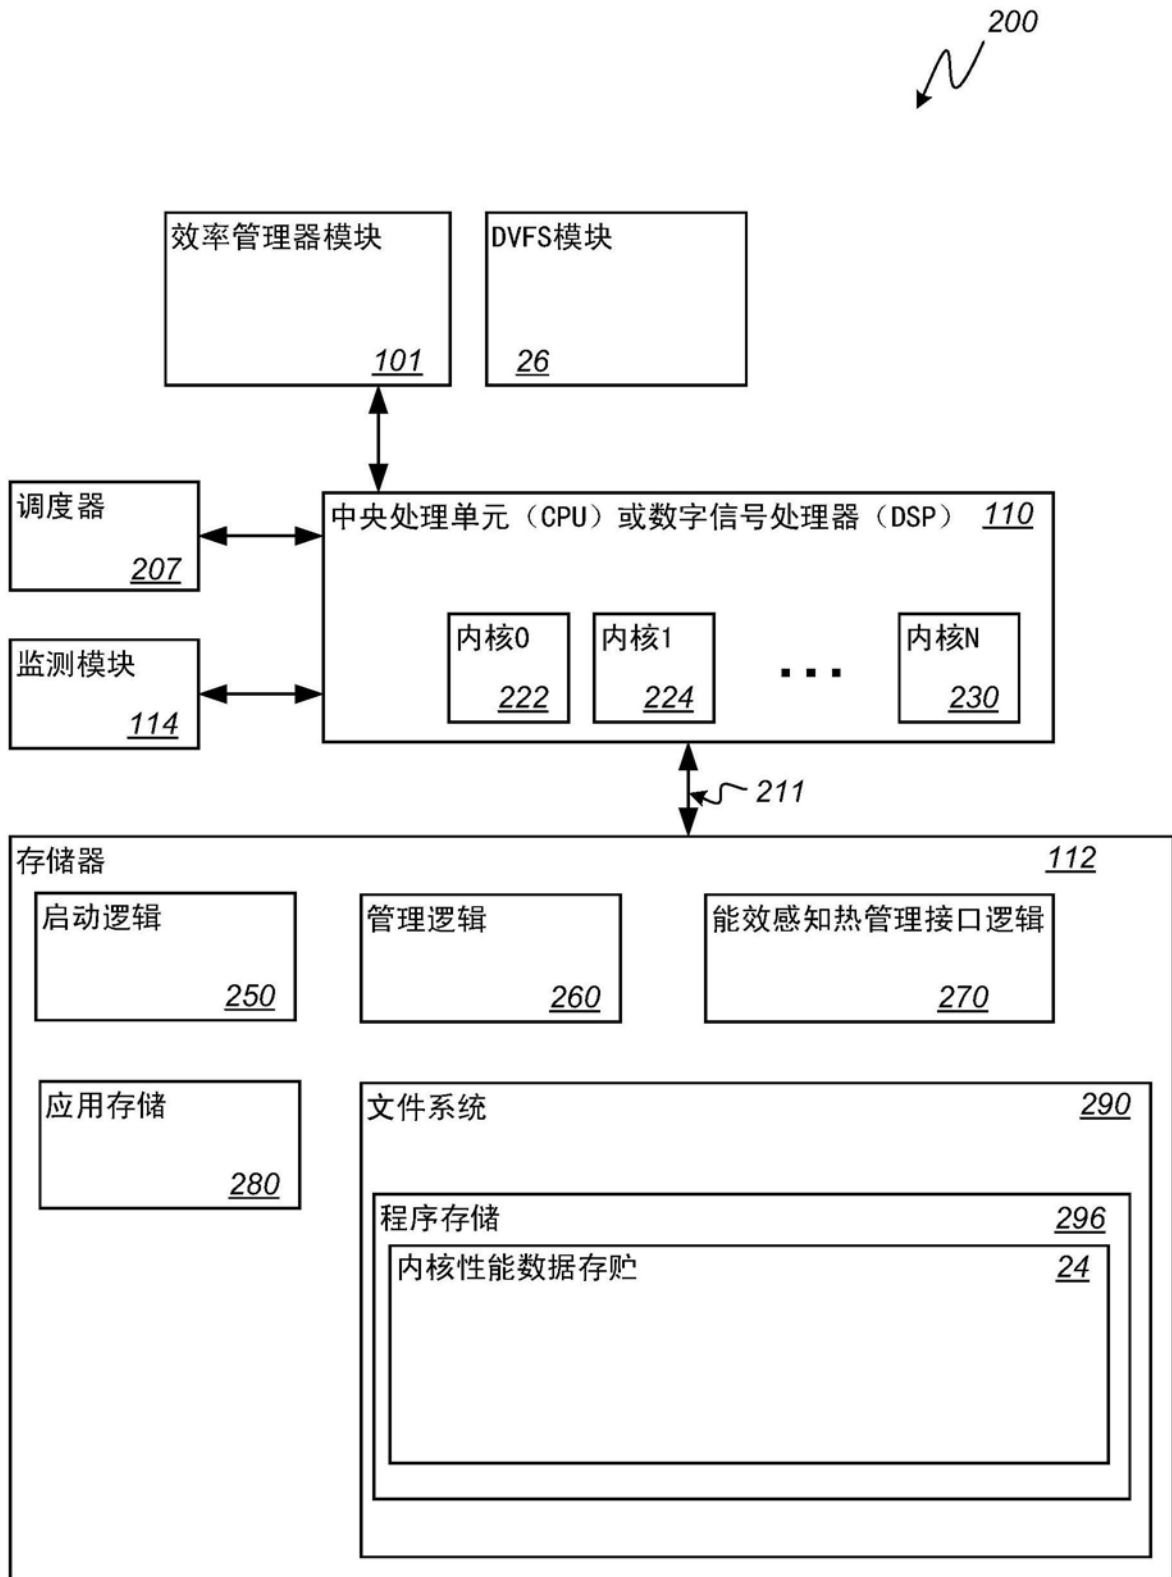 200
效率管理器模块
101
DVFS模块
26
调度器
207
监测模块
114
中央处理单元（CPU）或数字信号处理器（DSP） 110
内核0
222
内核1
224
...
内核N
230
211
存储器 112
启动逻辑
250
管理逻辑
260
能效感知热管理接口逻辑
270
应用存储
280
文件系统 290
程序存储 296
内核性能数据存贮 24